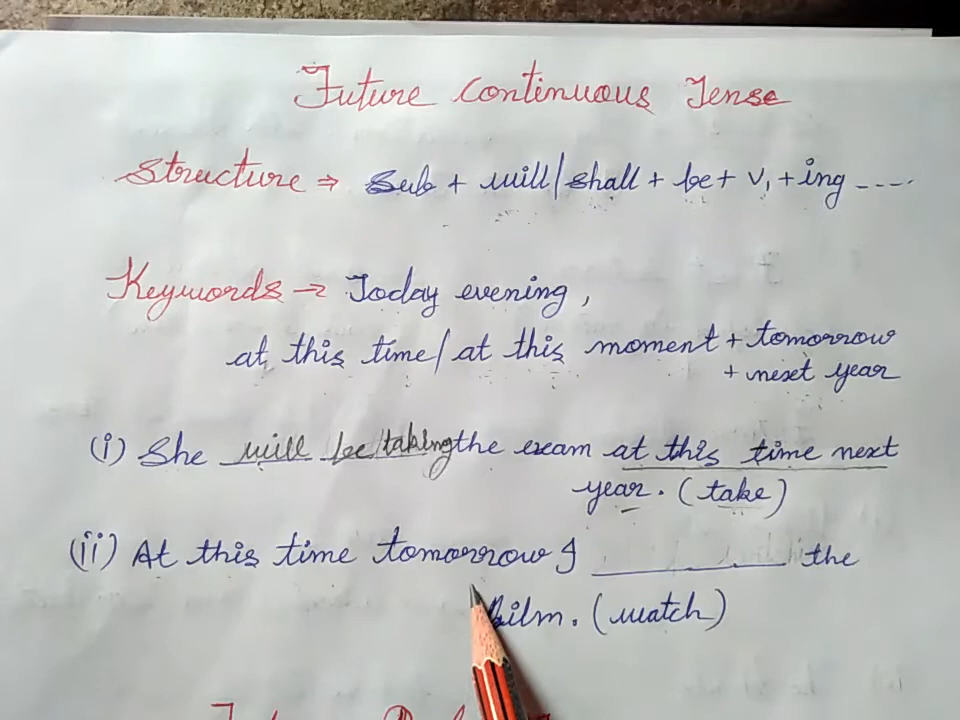 Future Continuous Tense
Structure ⇒ Sub + will/shall + be + V₁ + ing ----
Keywords → Today evening,
at this time/at this moment + tomorrow
+ next year
(i) She will be taking the exam at this time next
year. (take)
(ii) At this time tomorrow I ________ the
film. (watch)